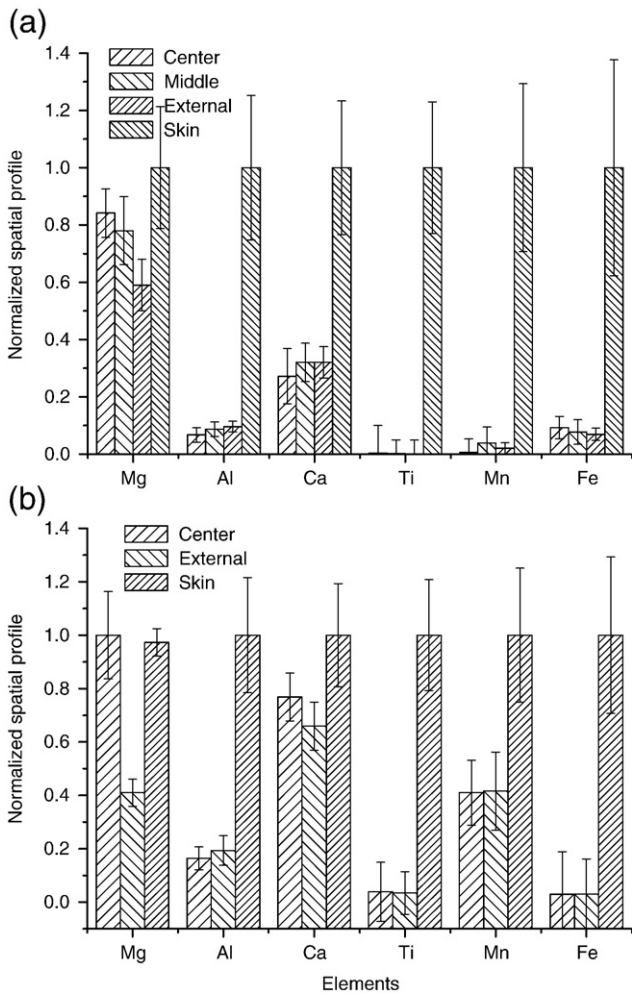 (a)
Normalized spatial profile
1.4
1.2
1.0
0.8
0.6
0.4
0.2
0.0
Center
Middle
External
Skin
Mg Al Ca Ti Mn Fe
(b)
Normalized spatial profile
1.4
1.2
1.0
0.8
0.6
0.4
0.2
0.0
Center
External
Skin
Mg Al Ca Ti Mn Fe
Elements